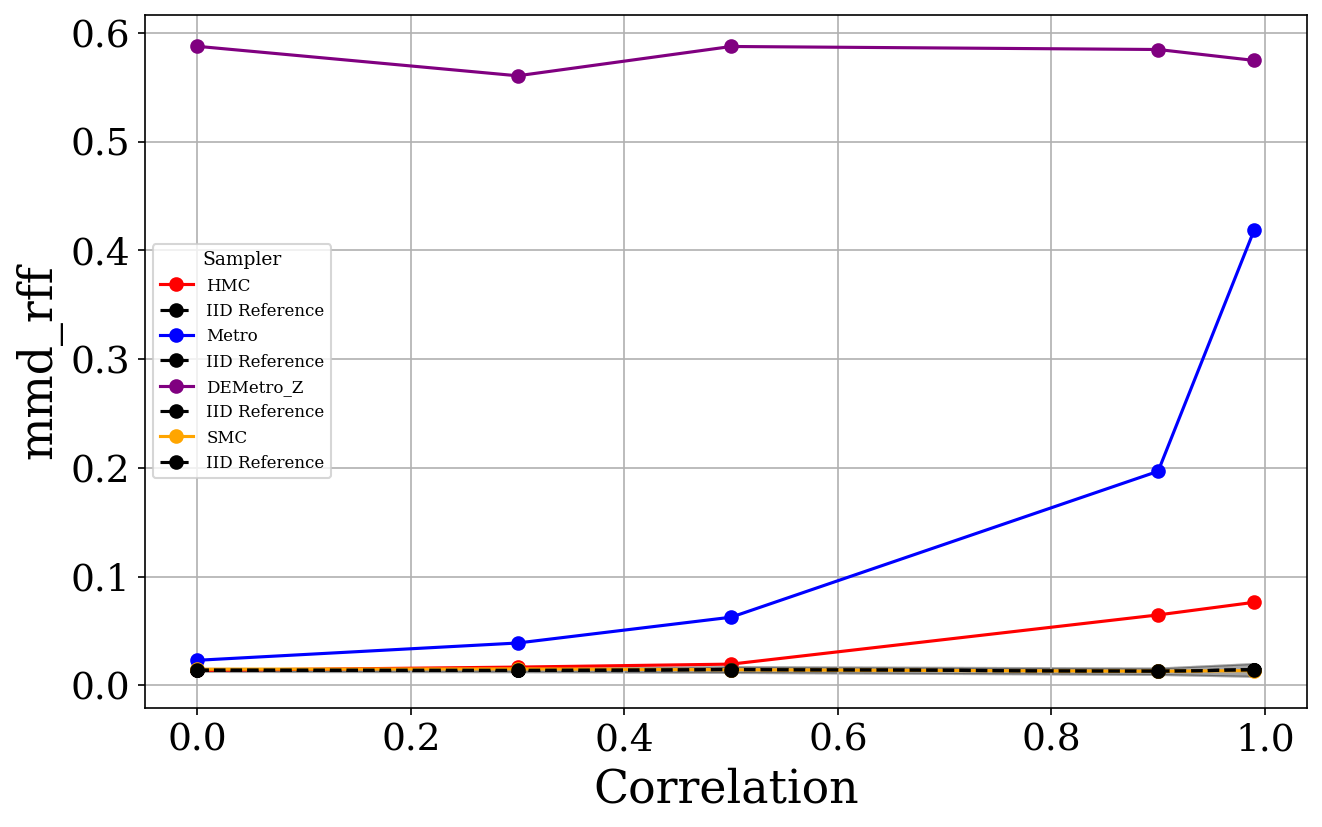 0.6
0.5
0.4
0.3
0.2
0.1
0.0
mmd_rff
Sampler
HMC
IID Reference
Metro
IID Reference
DEMetro_Z
IID Reference
SMC
IID Reference
0.0 0.2 0.4 0.6 0.8 1.0
Correlation